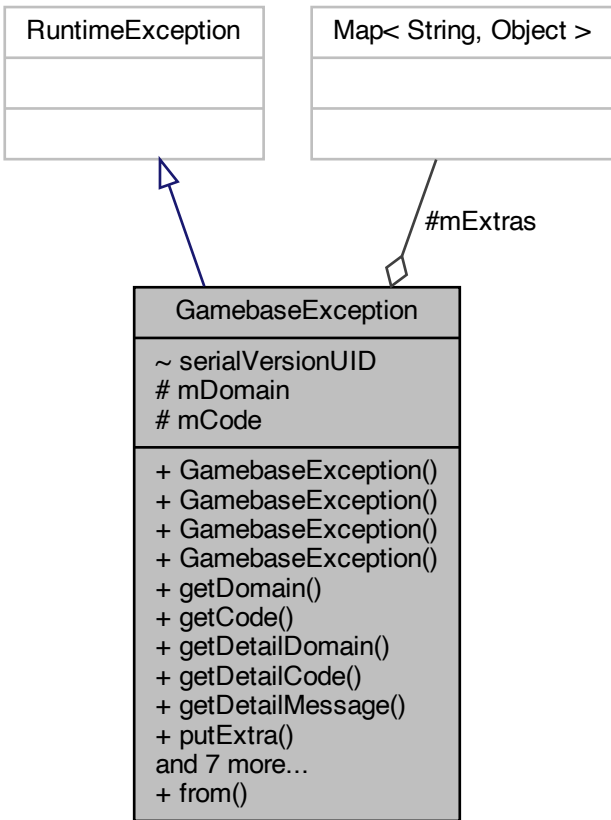 RuntimeException
Map< String, Object >
#mExtras
GamebaseException
~ serialVersionUID
# mDomain
# mCode
+ GamebaseException()
+ GamebaseException()
+ GamebaseException()
+ GamebaseException()
+ getDomain()
+ getCode()
+ getDetailDomain()
+ getDetailCode()
+ getDetailMessage()
+ putExtra()
and 7 more...
+ from()